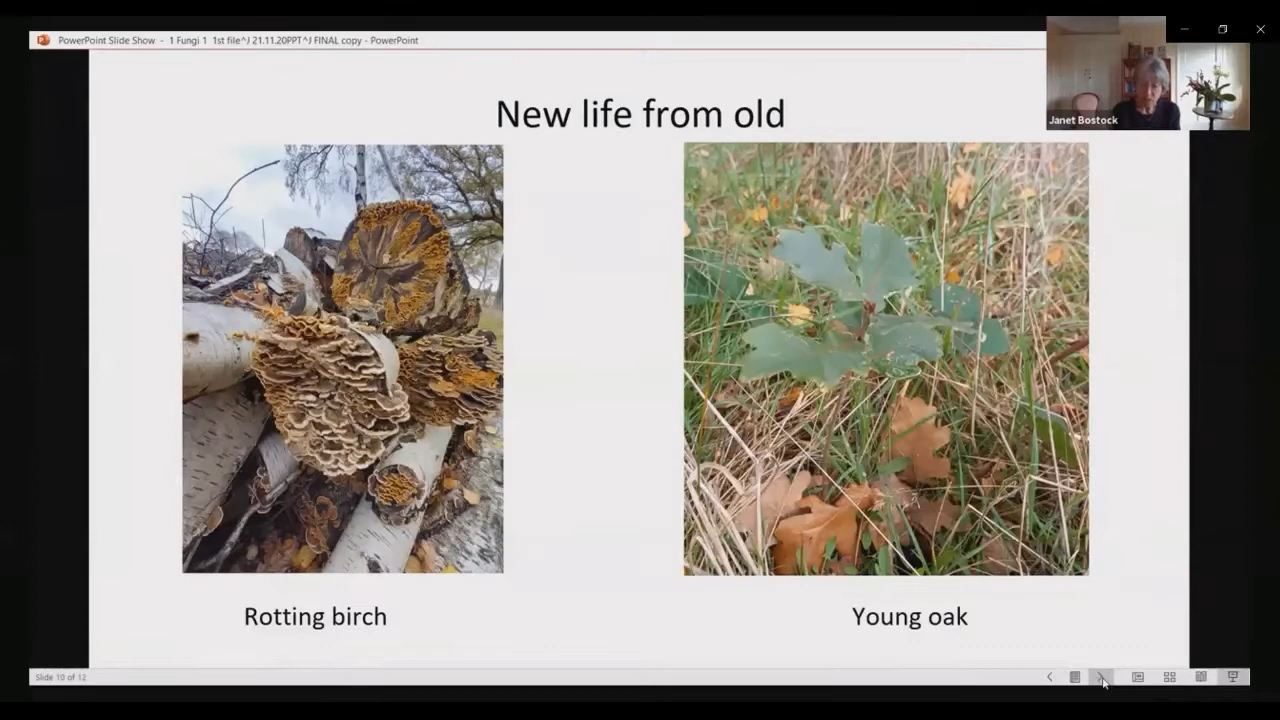 PowerPoint Slide Show - 1 Fungi 1 1st file^J 21.11.20PPT^J FINAL copy - PowerPoint
Janet Bostock
New life from old
Rotting birch
Young oak
Slide 10 of 12